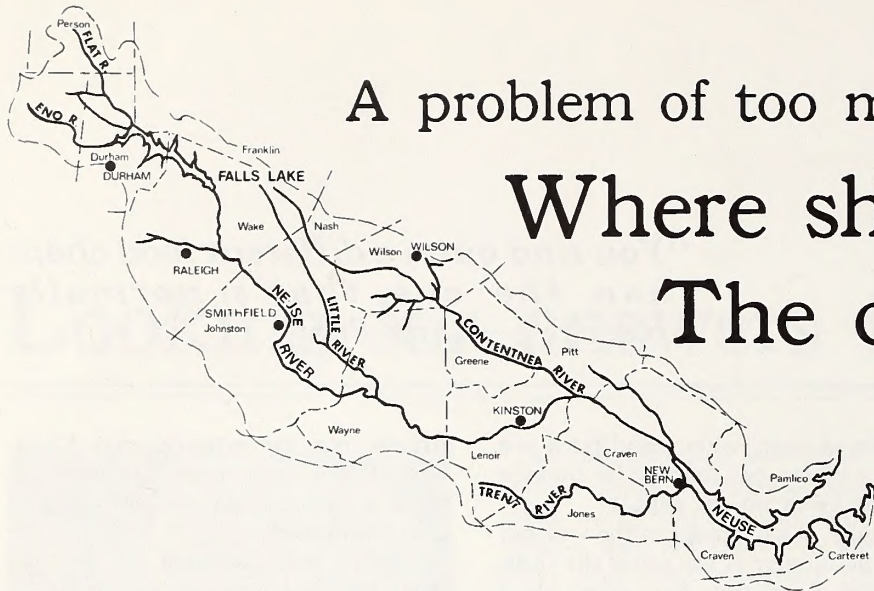 A problem of too m
Where sh
The o
Person
FLAT R.
ENO R.
Durham
DURHAM
Franklin
FALLS LAKE
Wake
Nash
Wilson
WILSON
RALEIGH
NEUSE
RIVER
SMITHFIELD
Johnston
LITTLE
RIVER
CONTENTNEA
RIVER
Greene
Pitt
Wayne
KINSTON
Lenoir
Craven
NEW
BERN
TRENT
RIVER
Jones
NEUSE
Pamlico
Craven
Carteret